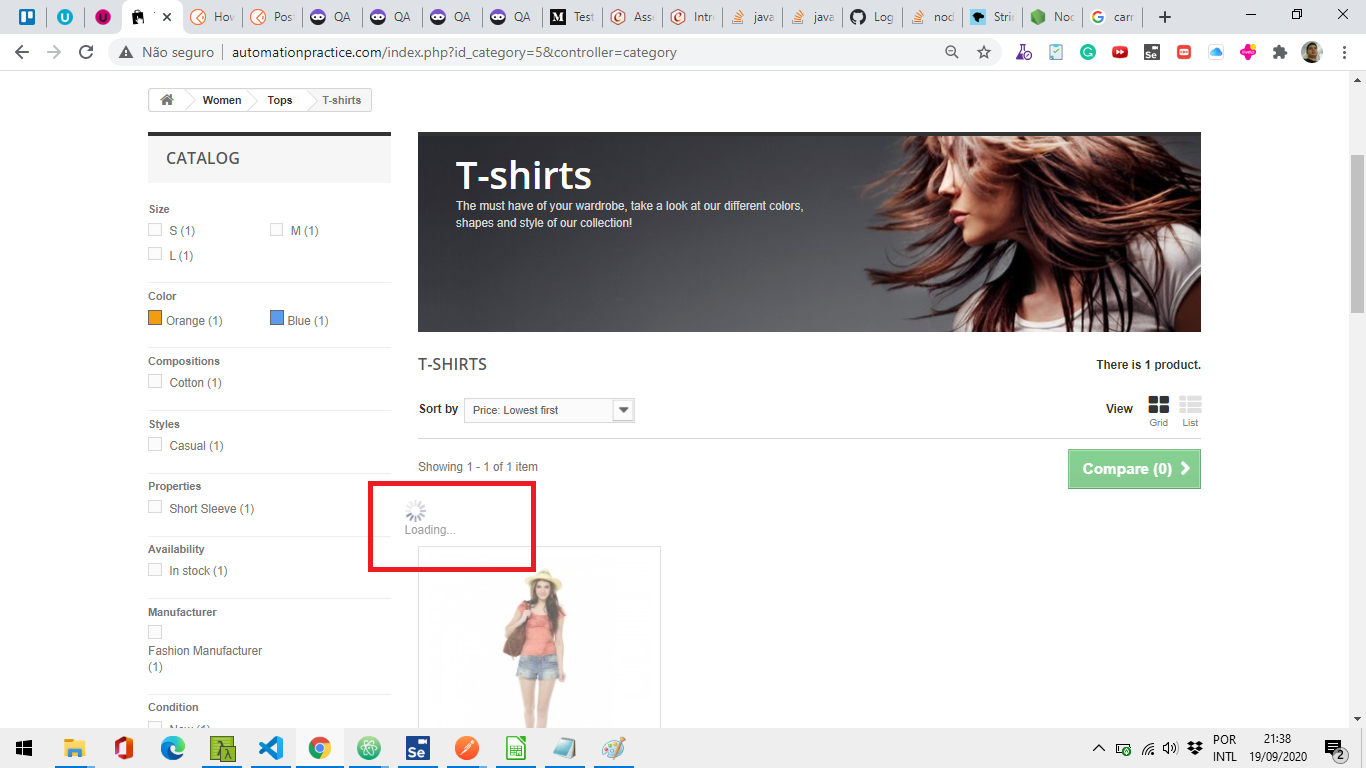 How
Pos
QA
QA
QA
QA
Test
Asse
Intro
java
java
Log
nod
Strin
Nod
carr
Não seguro
automationpractice.com/index.php?id_category=5&controller=category
Women
Tops
T-shirts
CATALOG
Size
S (1)
M (1)
L (1)
Color
Orange (1)
Blue (1)
Compositions
Cotton (1)
Styles
Casual (1)
Properties
Short Sleeve (1)
Availability
In stock (1)
Manufacturer
Fashion Manufacturer
(1)
Condition
New (1)
T-shirts
The must have of your wardrobe, take a look at our different colors,
shapes and style of our collection!
T-SHIRTS
There is 1 product.
Sort by
Price: Lowest first
View
Grid
List
Showing 1 - 1 of 1 item
Compare (0)
Loading...
Se
POR
INTL
21:38
19/09/2020
2